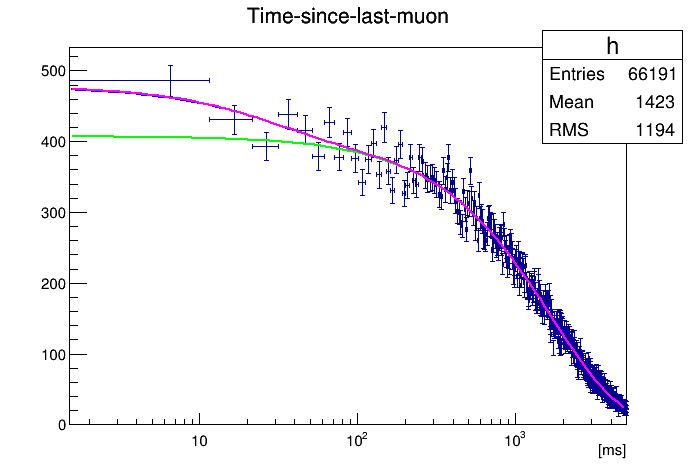 Time-since-last-muon
h
Entries 66191
Mean 1423
RMS 1194
500
400
300
200
100
0
10 10² 10³
[ms]